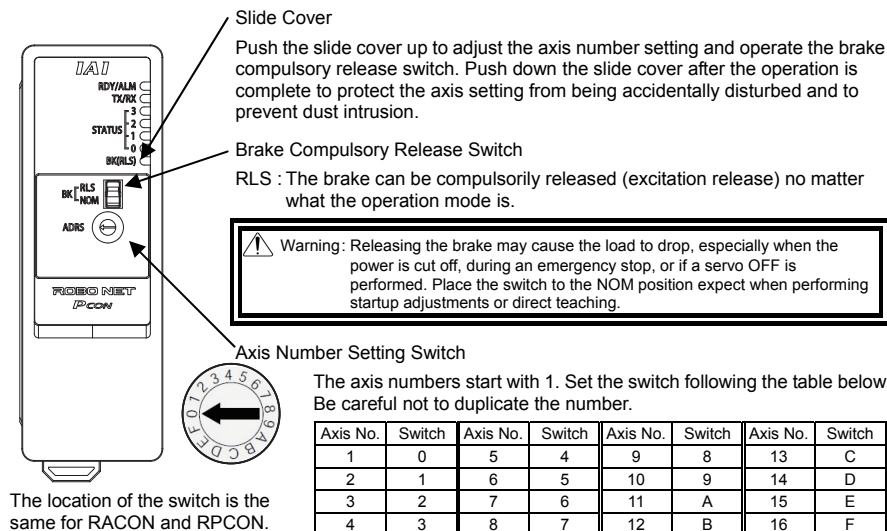 Slide Cover
Push the slide cover up to adjust the axis number setting and operate the brake
compulsory release switch. Push down the slide cover after the operation is
complete to protect the axis setting from being accidentally disturbed and to
prevent dust intrusion.
IAI
RDY/ALM
TX/RX
3
2
STATUS
1
0
BK(RLS)
Brake Compulsory Release Switch
RLS : The brake can be compulsorily released (excitation release) no matter
what the operation mode is.
BK
RLS
NOM
ADRS
Warning: Releasing the brake may cause the load to drop, especially when the
power is cut off, during an emergency stop, or if a servo OFF is
performed. Place the switch to the NOM position expect when performing
startup adjustments or direct teaching.
ROBO NET
PCON
Axis Number Setting Switch
The axis numbers start with 1. Set the switch following the table below
Be careful not to duplicate the number.
0 1 2 3 4 5 6 7 8 9 A B C D E F
Axis No. Switch Axis No. Switch Axis No. Switch Axis No. Switch
1 0 5 4 9 8 13 C
2 1 6 5 10 9 14 D
3 2 7 6 11 A 15 E
4 3 8 7 12 B 16 F
The location of the switch is the
same for RACON and RPCON.